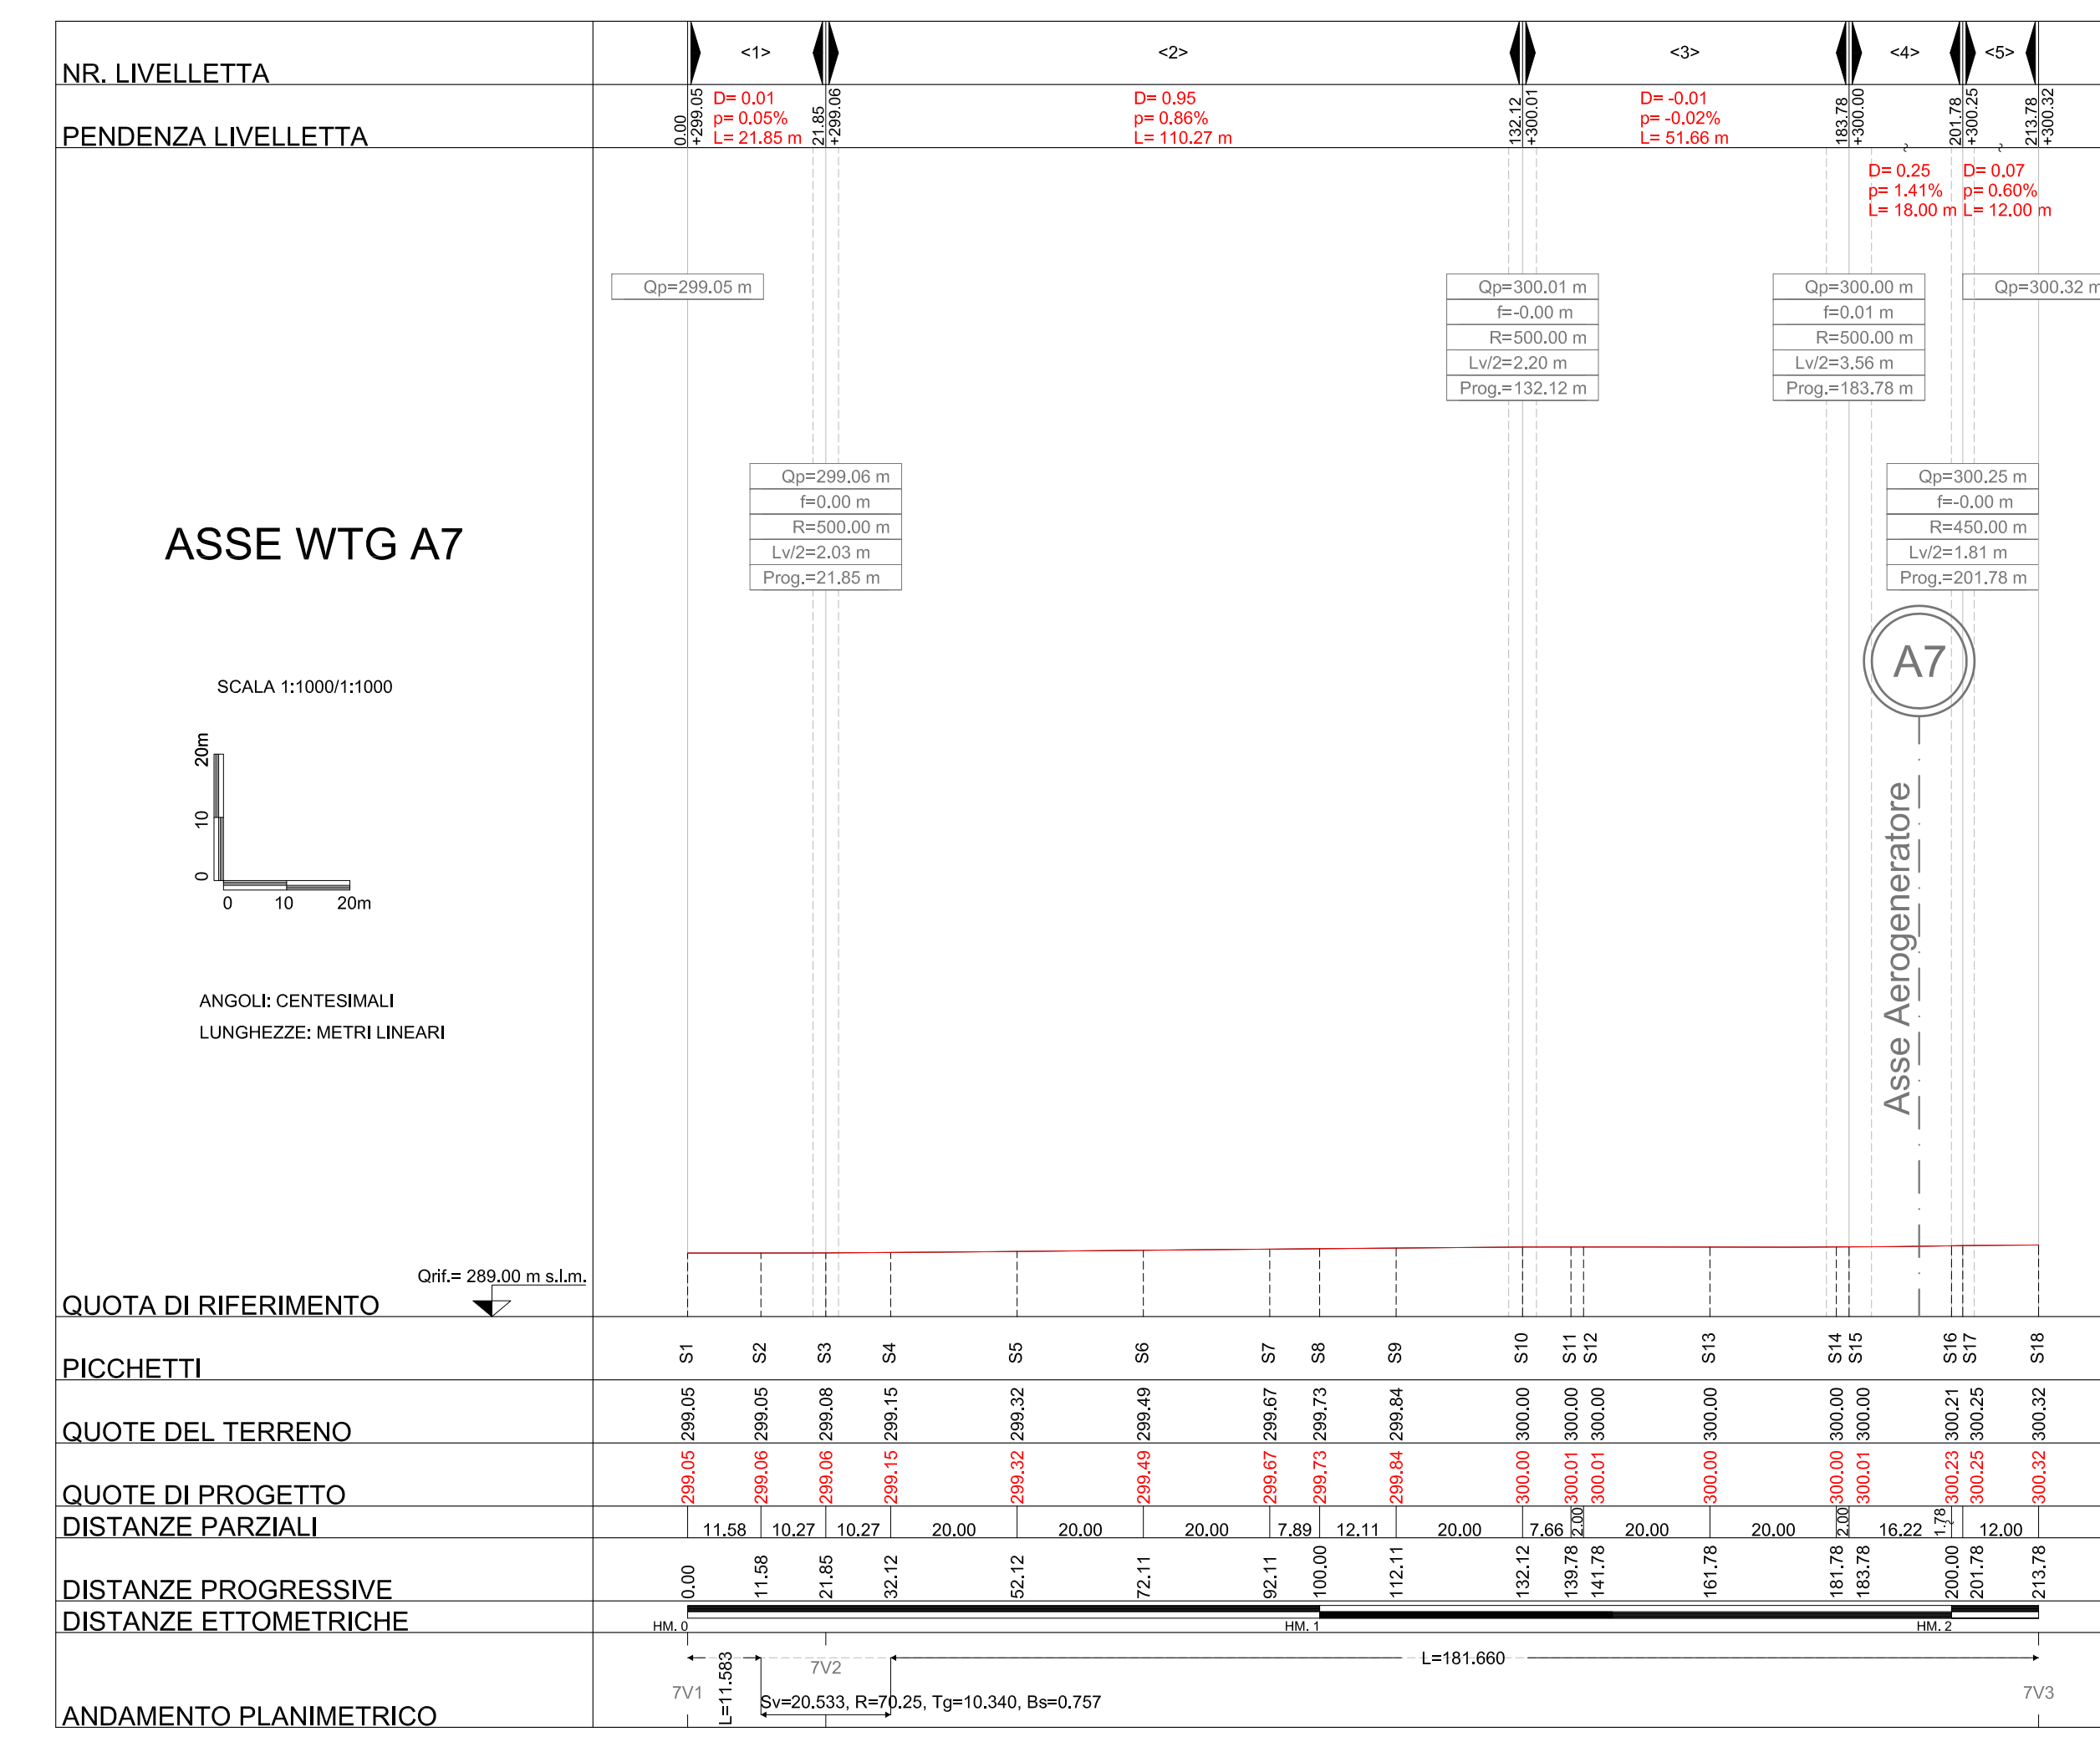 NR. LIVELLETTA
<1>
<2>
<3>
<4>
<5>
PENDENZA LIVELLETTA
0.00
+299.05
D= 0.01
p= 0.05%
L= 21.85 m
21.85
+299.06
D= 0.95
p= 0.86%
L= 110.27 m
132.12
+300.01
D= -0.01
p= -0.02%
L= 51.66 m
183.78
+300.00
201.78
+300.25
213.78
+300.32
D= 0.25
p= 1.41%
L= 18.00 m
D= 0.07
p= 0.60%
L= 12.00 m
Qp=299.05 m
Qp=300.01 m
f=-0.00 m
R=500.00 m
Lv/2=2.20 m
Prog.=132.12 m
Qp=300.00 m
f=0.01 m
R=500.00 m
Lv/2=3.56 m
Prog.=183.78 m
Qp=300.32 m
Qp=299.06 m
f=0.00 m
R=500.00 m
Lv/2=2.03 m
Prog.=21.85 m
Qp=300.25 m
f=-0.00 m
R=450.00 m
Lv/2=1.81 m
Prog.=201.78 m
ASSE WTG A7
A7
Asse Aerogeneratore
SCALA 1:1000/1:1000
20m
10
0
0 10 20m
ANGOLI: CENTESIMALI
LUNGHEZZE: METRI LINEARI
Qrif.= 289.00 m s.l.m.
QUOTA DI RIFERIMENTO
PICCHETTI
S1 S2 S3 S4 S5 S6 S7 S8 S9 S10 S11 S12 S13 S14 S15 S16 S17 S18
QUOTE DEL TERRENO
299.05 299.05 299.08 299.15 299.32 299.49 299.67 299.73 299.84 300.00 300.00 300.00 300.00 300.00 300.00 300.21 300.25 300.32
QUOTE DI PROGETTO
299.05 299.06 299.06 299.15 299.32 299.49 299.67 299.73 299.84 300.00 300.01 300.01 300.00 300.00 300.01 300.23 300.25 300.32
DISTANZE PARZIALI
11.58 10.27 10.27 20.00 20.00 20.00 7.89 12.11 20.00 7.66 2.00 20.00 20.00 2.00 16.22 1.78 12.00
DISTANZE PROGRESSIVE
0.00 11.58 21.85 32.12 52.12 72.11 92.11 100.00 112.11 132.12 139.78 141.78 161.78 181.78 183.78 200.00 201.78 213.78
DISTANZE ETTOMETRICHE
HM. 0 HM. 1 HM. 2
ANDAMENTO PLANIMETRICO
7V1
L=11.583
7V2
Sv=20.533, R=70.25, Tg=10.340, Bs=0.757
L=181.660
7V3